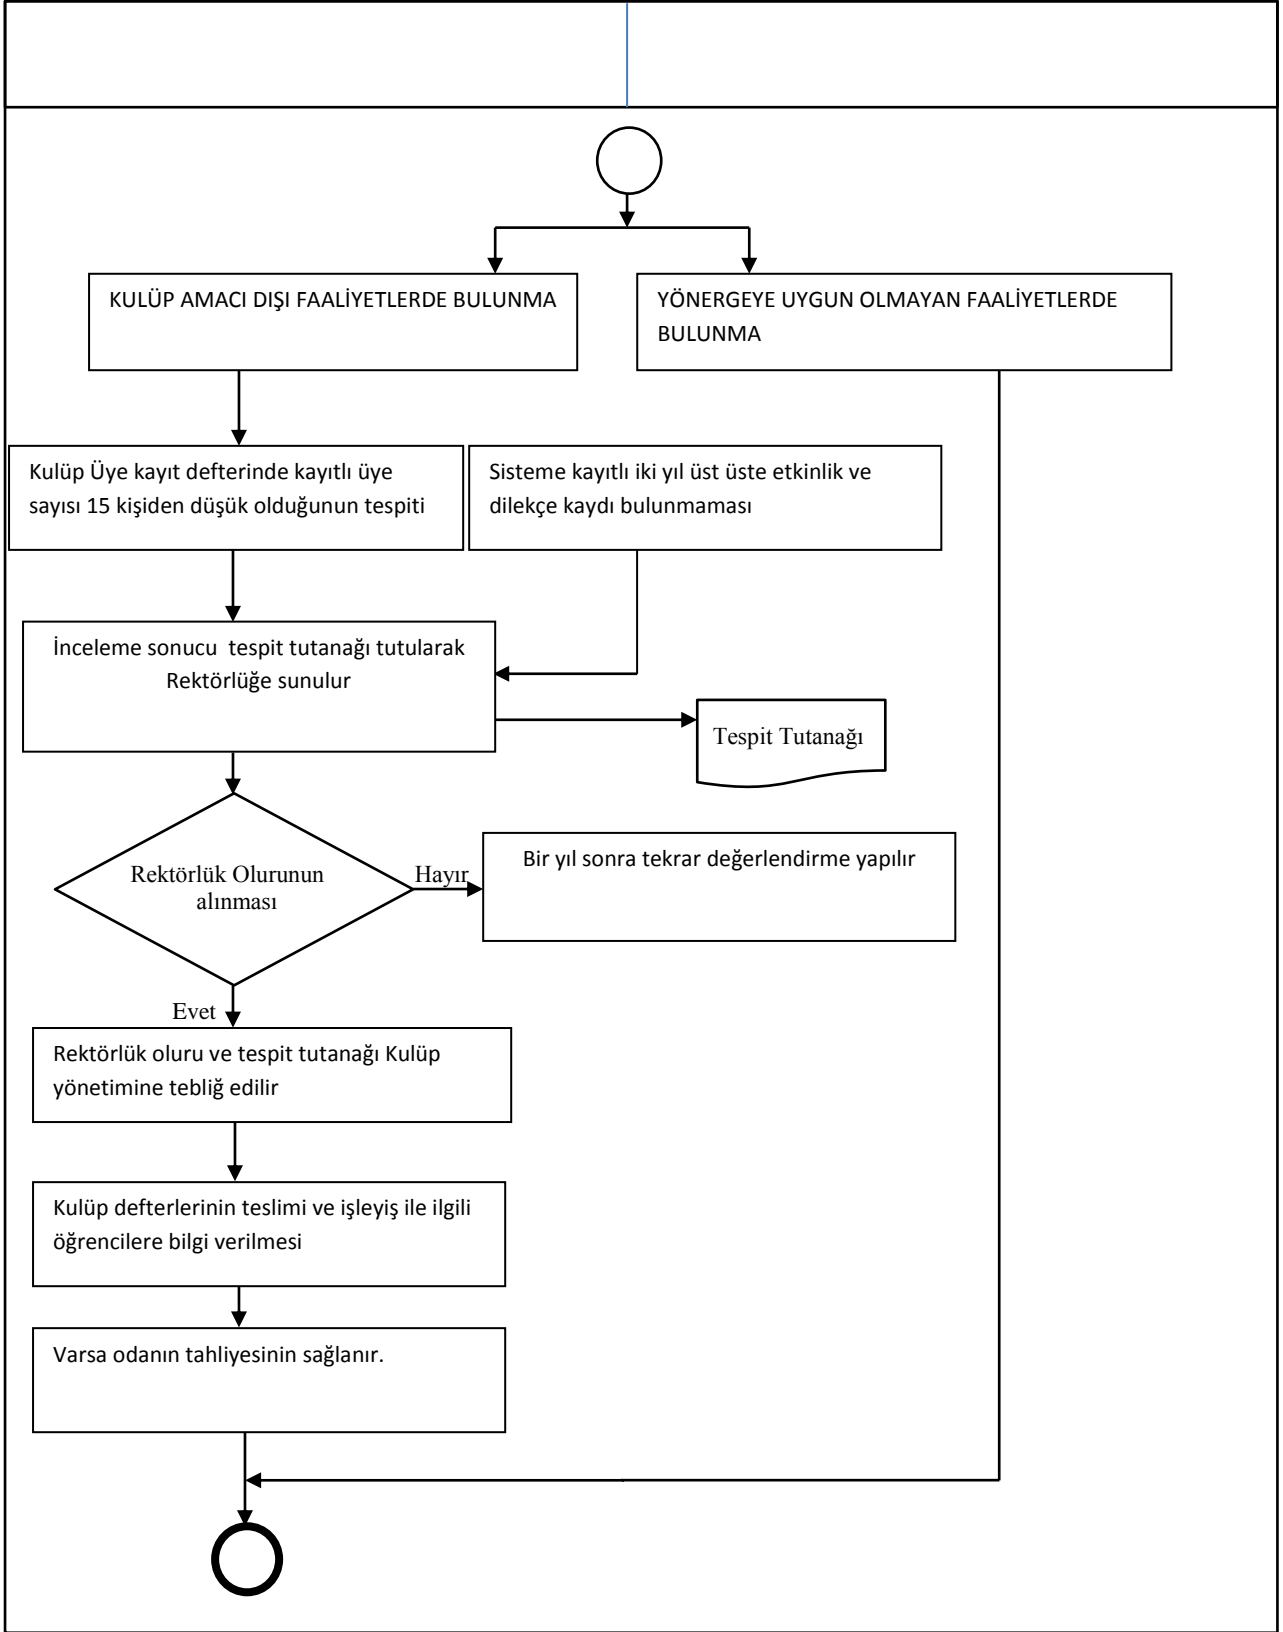 KULÜP AMACI DIŞI FAALİYETLERDE BULUNMA
YÖNERGEYE UYGUN OLMAYAN FAALİYETLERDE
BULUNMA
Kulüp Üye kayıt defterinde kayıtlı üye
sayısı 15 kişiden düşük olduğunun tespiti
Sisteme kayıtlı iki yıl üst üste etkinlik ve
dilekçe kaydı bulunmaması
İnceleme sonucu tespit tutanağı tutularak
Rektörlüğe sunulur
Tespit Tutanağı
Rektörlük Olurunun
alınması
Hayır
Bir yıl sonra tekrar değerlendirme yapılır
Evet
Rektörlük oluru ve tespit tutanağı Kulüp
yönetimine tebliğ edilir
Kulüp defterlerinin teslimi ve işleyiş ile ilgili
öğrencilere bilgi verilmesi
Varsa odanın tahliyesinin sağlanır.